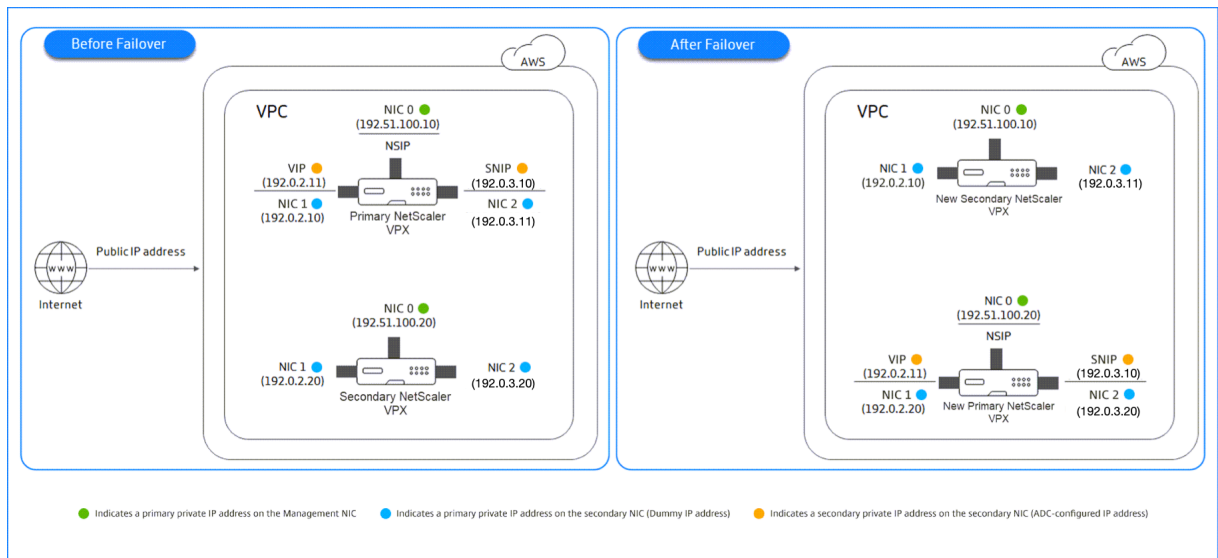 Before Failover
AWS
VPC
NIC 0
(192.51.100.10)
NSIP
VIP
(192.0.2.11)
NIC 1
(192.0.2.10)
SNIP
(192.0.3.10)
NIC 2
(192.0.3.11)
Primary NetScaler
VPX
Public IP address
www
Internet
NIC 0
(192.51.100.20)
NIC 1
(192.0.2.20)
NIC 2
(192.0.3.20)
Secondary NetScaler
VPX
After Failover
AWS
VPC
NIC 0
(192.51.100.10)
NIC 1
(192.0.2.10)
NIC 2
(192.0.3.11)
New Secondary NetScaler
VPX
Public IP address
www
Internet
NIC 0
(192.51.100.20)
NSIP
VIP
(192.0.2.11)
NIC 1
(192.0.2.20)
SNIP
(192.0.3.10)
NIC 2
(192.0.3.20)
New Primary NetScaler
VPX
Indicates a primary private IP address on the Management NIC
Indicates a primary private IP address on the secondary NIC (Dummy IP address)
Indicates a secondary private IP address on the secondary NIC (ADC-configured IP address)